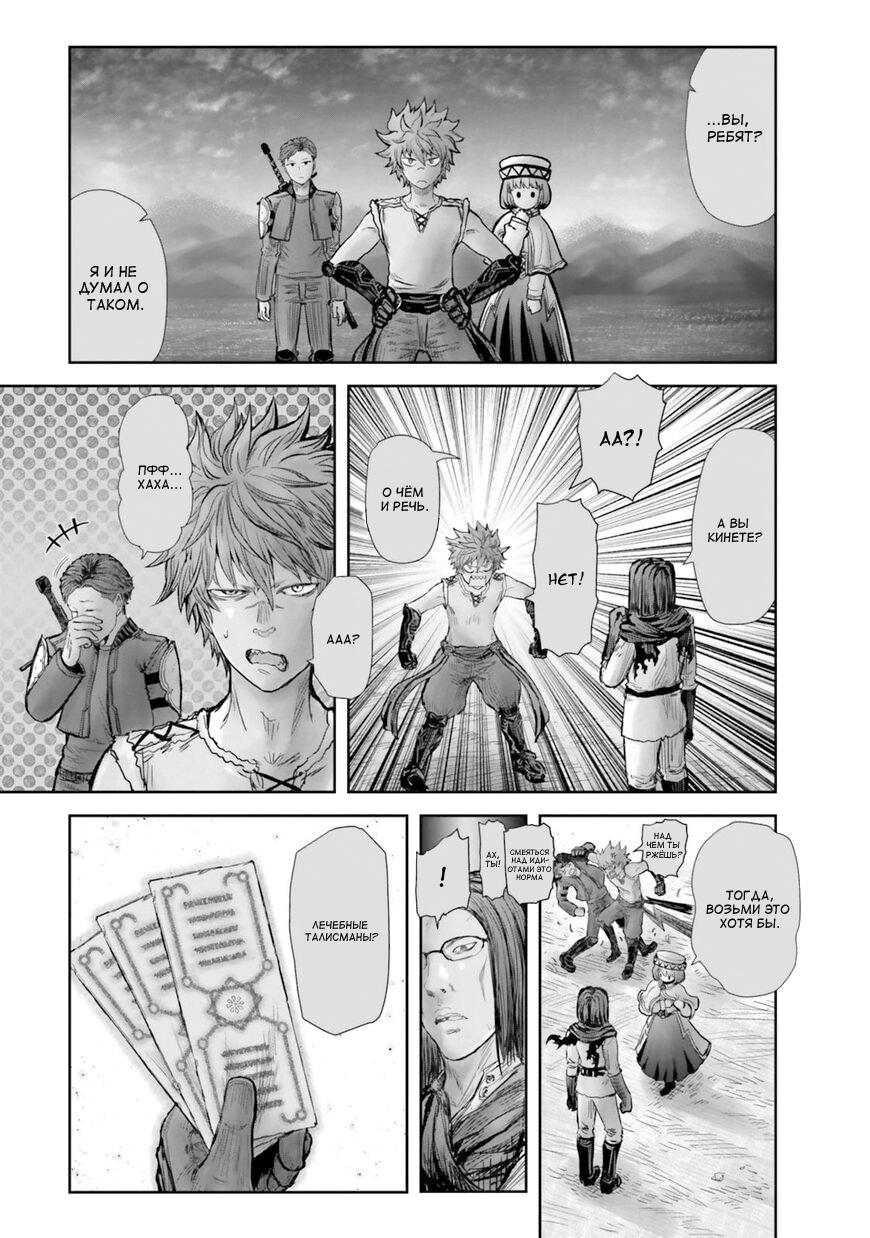 ...ВЫ,
РЕБЯТ?
Я И НЕ
ДУМАЛ О
ТАКОМ.
А ВЫ
КИНЕТЕ?
АА?!
НЄТ!
О ЧЁМ
И РЕЧЬ.
ААА?
ПФФ...
ХАХА...
ТОГДА,
ВОЗЬМИ ЭТО
ХОТЯ БЫ.
НАД
ЧЕМ ТЫ
РЖЁШЬ?
СМЕЯТЬСЯ
НАД ИДИ-
ОТАМИ ЭТО
НОРМА
АХ,
ТЫ!
!
ЛЕЧЕБНЫЕ
ТАЛИСМАНЫ?